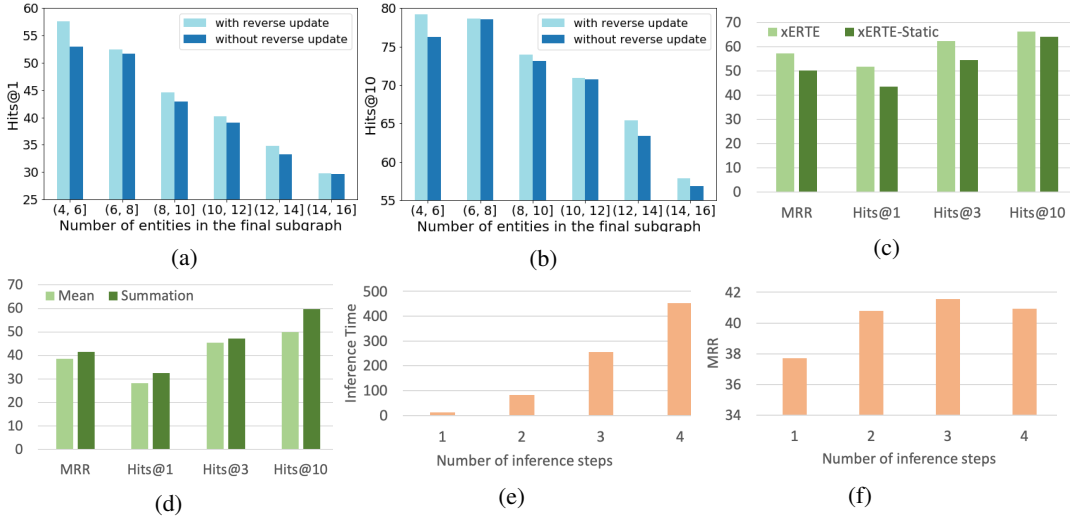 60
55
50
45
40
35
30
25
Hits@1
with reverse update
without reverse update
(4, 6] (6, 8] (8, 10] (10, 12] (12, 14] (14, 16]
Number of entities in the final subgraph
(a)
80
75
70
65
60
55
Hits@10
with reverse update
without reverse update
(4, 6] (6, 8] (8, 10] (10, 12] (12, 14] (14, 16]
Number of entities in the final subgraph
(b)
70
60
50
40
30
20
10
0
xERTE xERTE-Static
MRR Hits@1 Hits@3 Hits@10
(c)
70
60
50
40
30
20
10
0
Mean Summation
MRR Hits@1 Hits@3 Hits@10
(d)
500
400
300
200
100
0
Inference Time
1 2 3 4
Number of inference steps
(e)
42
40
38
36
34
MRR
1 2 3 4
Number of inference steps
(f)